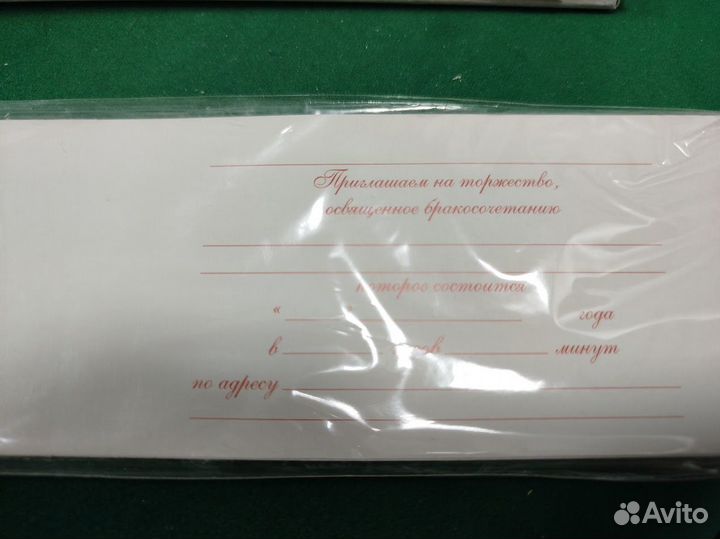 Приглашаем на торжество,
освященное бракосочетанию
которое состоится
« года
в минут
по адресу
Avito